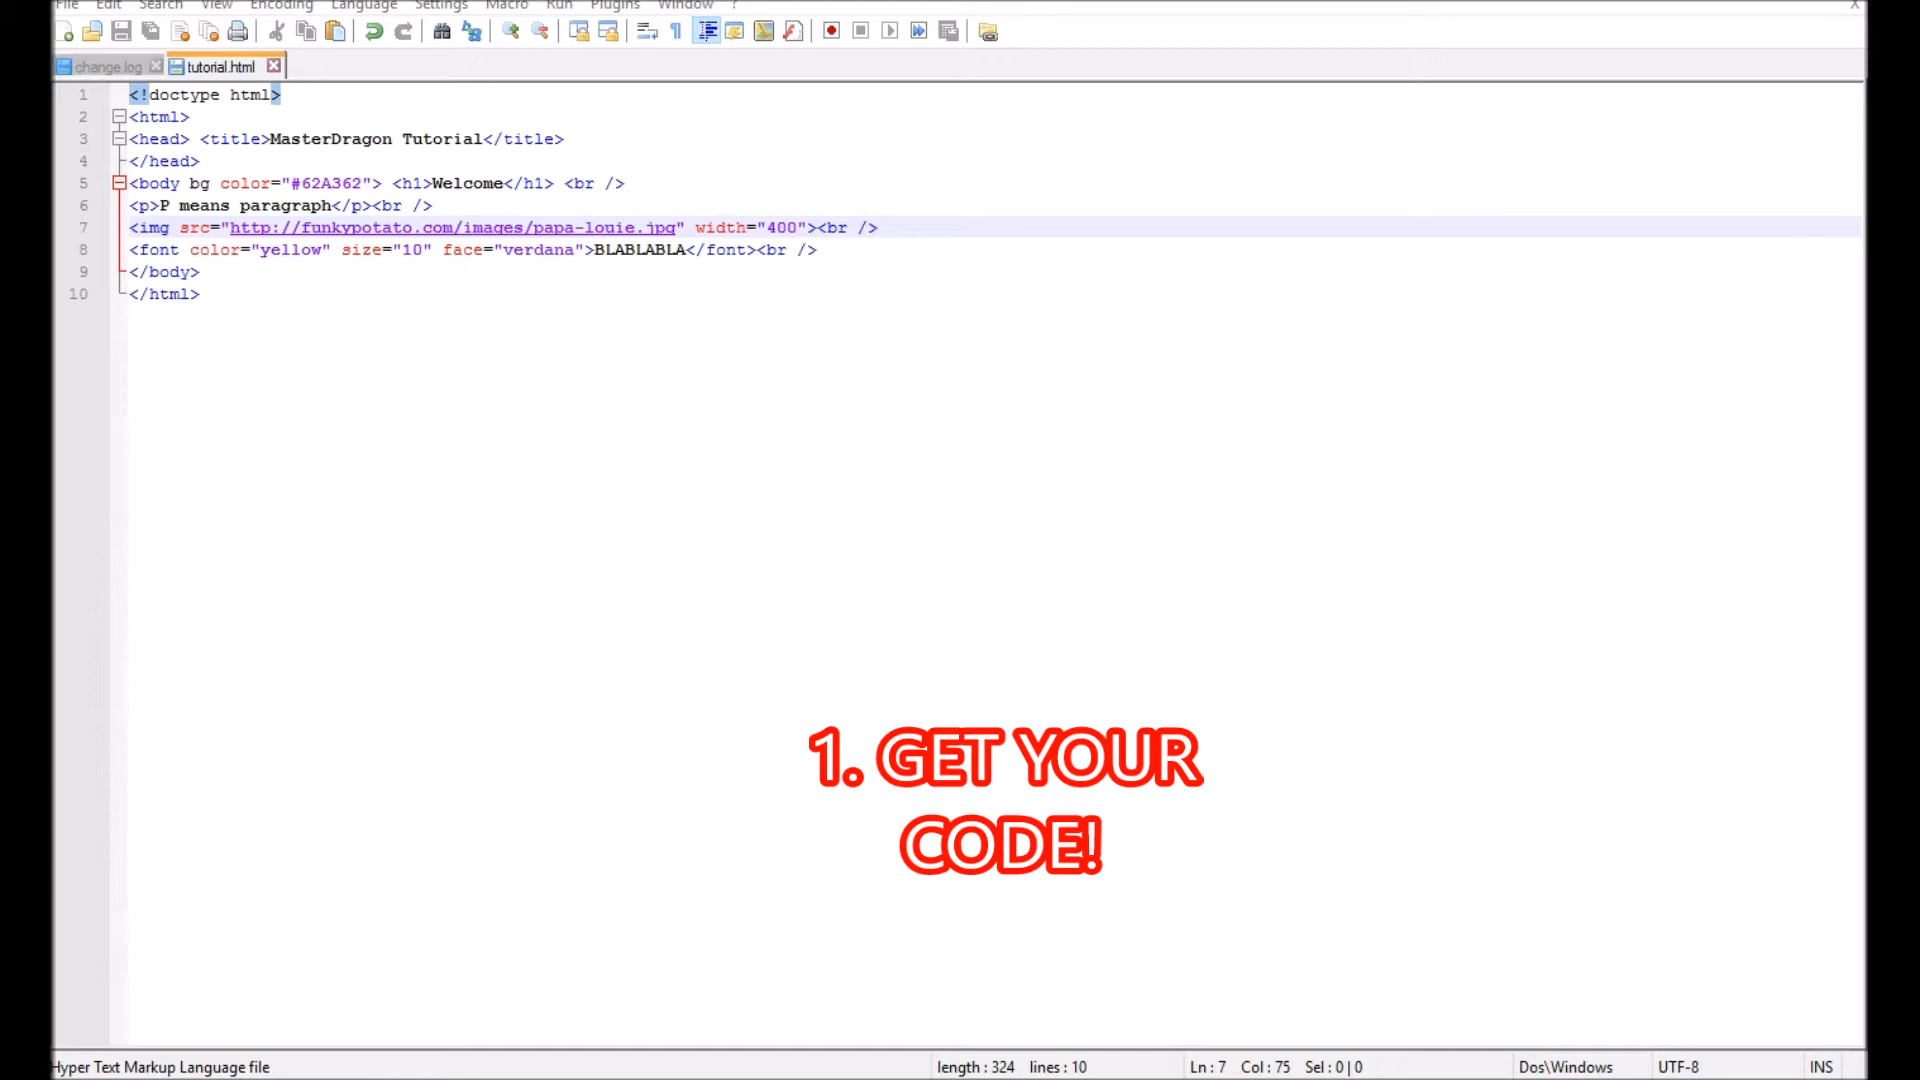 File Edit Search View Encoding Language Settings Macro Run Plugins Window ? X
change.log tutorial.html
1 <!doctype html>
2 <html>
3 <head> <title>MasterDragon Tutorial</title>
4 </head>
5 <body bg color="#62A362"> <h1>Welcome</h1> <br />
6 <p>P means paragraph</p><br />
7 <img src="http://funkypotato.com/images/papa-louie.jpg" width="400"><br />
8 <font color="yellow" size="10" face="verdana">BLABLABLA</font><br />
9 </body>
10 </html>
1. GET YOUR
CODE!
Hyper Text Markup Language file length : 324 lines : 10 Ln : 7 Col : 75 Sel : 0 | 0 Dos\Windows UTF-8 INS